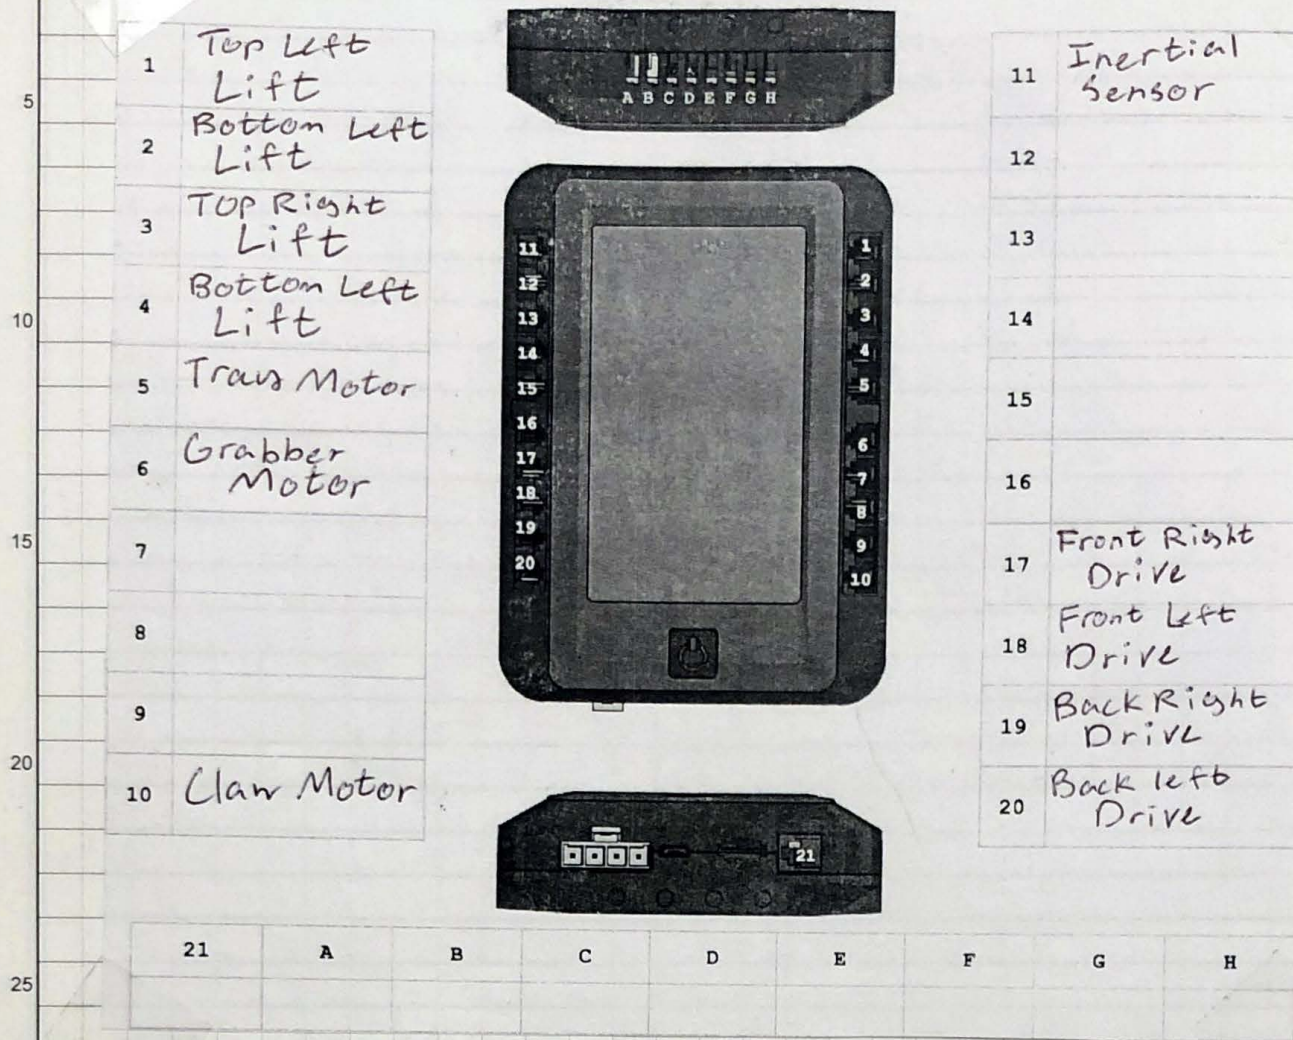 5
10
15
20
25
1 Top Left
Lift
2 Bottom Left
Lift
3 TOP Right
Lift
4 Bottom Left
Lift
5 Tray Motor
6 Grabber
Motor
7
8
9
10 Claw Motor
A B C D E F G H
11 1
12 2
13 3
14 4
15 5
16
17 6
18 7
19 8
20 9
10
21
11 Inertial
Sensor
12
13
14
15
16
17 Front Right
Drive
18 Front Left
Drive
19 Back Right
Drive
20 Back left
Drive
21 A B C D E F G H